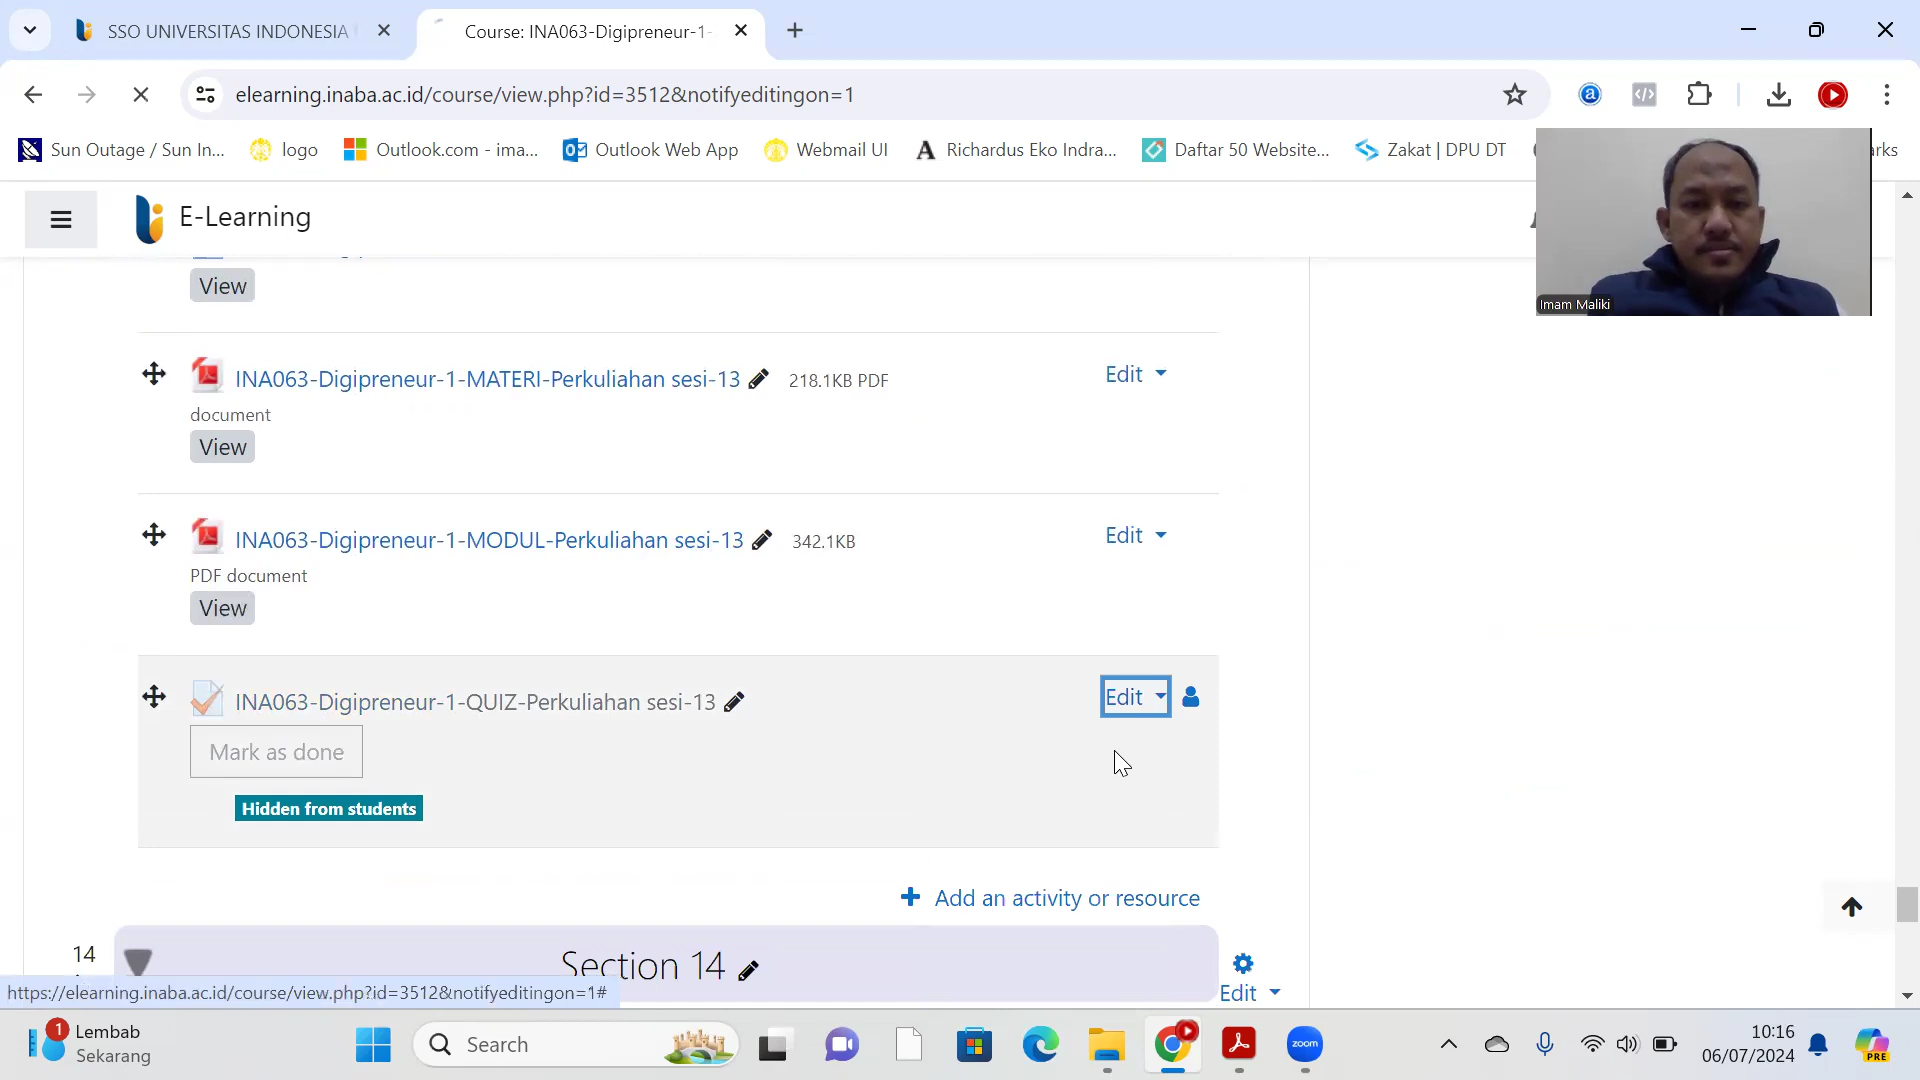 SSO UNIVERSITAS INDONESIA
Course: INA063-Digipreneur-1-
elearning.inaba.ac.id/course/view.php?id=3512&notifyeditingon=1
Sun Outage / Sun In...
logo
Outlook.com - ima...
Outlook Web App
Webmail UI
Richardus Eko Indra...
Daftar 50 Website...
Zakat | DPU DT
Imam Maliki
E-Learning
View
INA063-Digipreneur-1-MATERI-Perkuliahan sesi-13 218.1KB PDF
document
Edit
View
INA063-Digipreneur-1-MODUL-Perkuliahan sesi-13 342.1KB
PDF document
Edit
View
INA063-Digipreneur-1-QUIZ-Perkuliahan sesi-13
Edit
Mark as done
Hidden from students
+ Add an activity or resource
14
Section 14
Edit
https://elearning.inaba.ac.id/course/view.php?id=3512&notifyeditingon=1#
1
Lembab
Sekarang
Search
zoom
10:16
06/07/2024
PRE